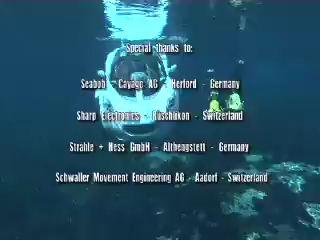 Special thanks to:
Seabob - Cayago AG - Herford - Germany
Sharp Electronics - Rüschlikon - Switzerland
Strähle + Hess GmbH - Althengstett - Germany
Schwaller Movement Engineering AG - Aadorf - Switzerland